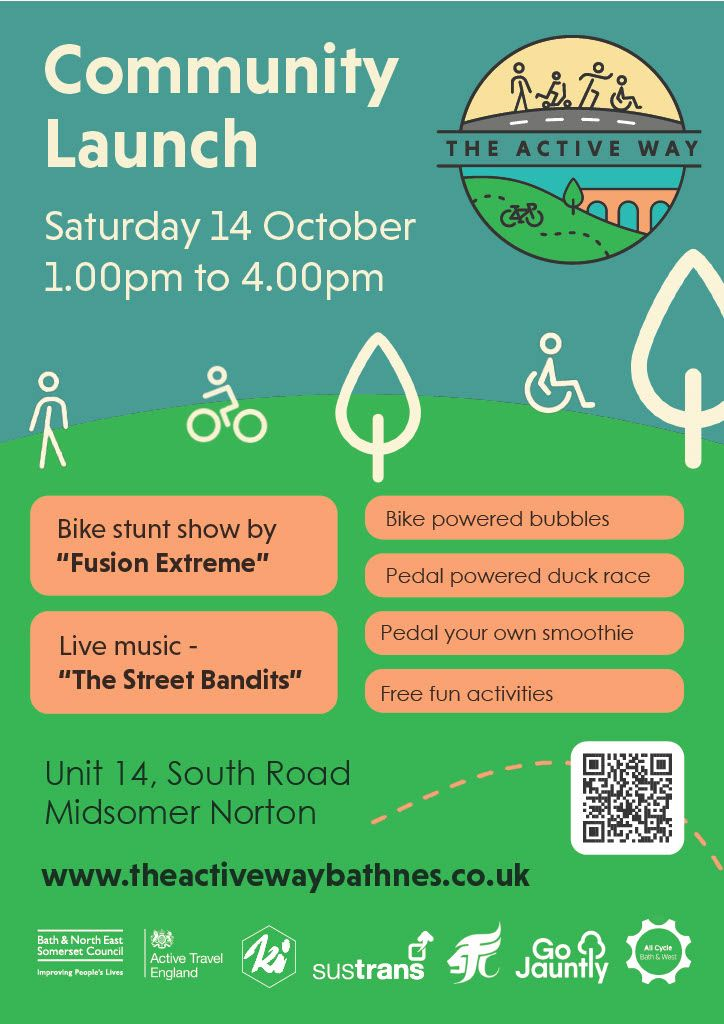 Community
Launch
Saturday 14 October
1.00pm to 4.00pm
THE ACTIVE WAY
Bike stunt show by
“Fusion Extreme”
Live music -
“The Street Bandits”
Bike powered bubbles
Pedal powered duck race
Pedal your own smoothie
Free fun activities
Unit 14, South Road
Midsomer Norton
www.theactivewaybathnes.co.uk
Bath & North East
Somerset Council
Improving People's Lives
Active Travel
England
sustrans
Go
Jauntly
All Cycle
Bath & West